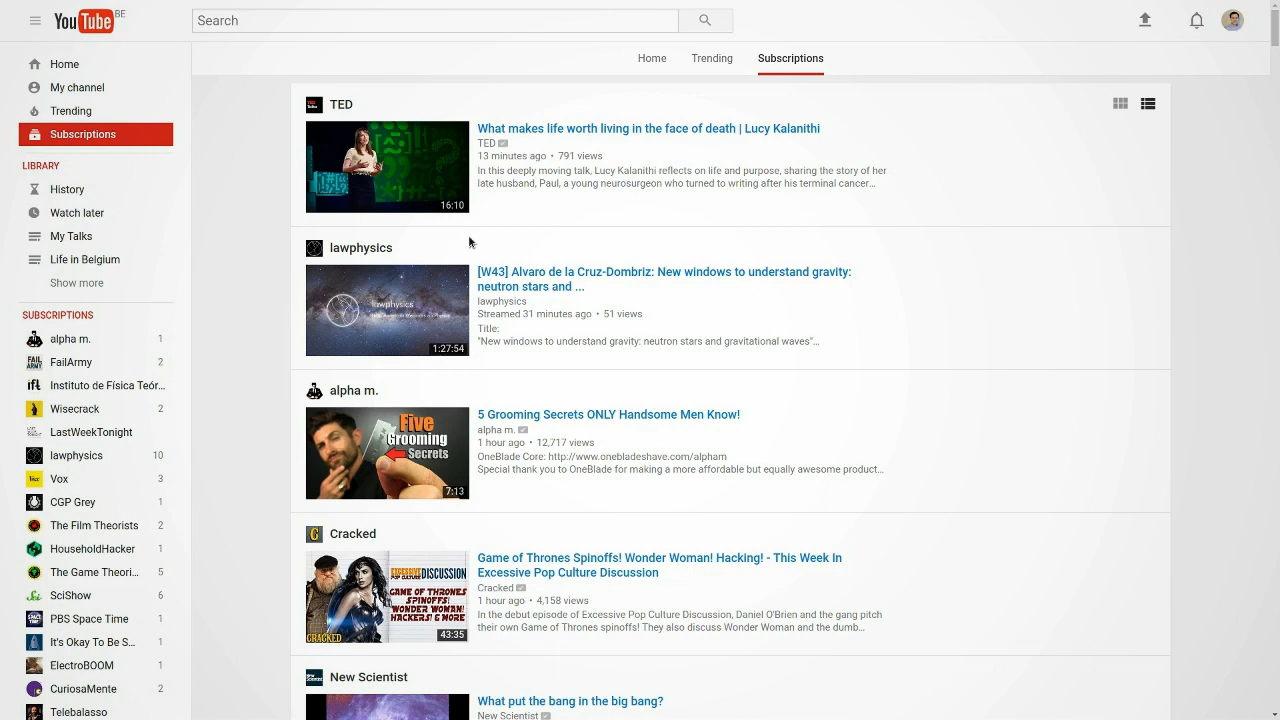 YouTube BE
Search
Home
Trending
Subscriptions
Home
My channel
Trending
Subscriptions
LIBRARY
History
Watch later
My Talks
Life in Belgium
Show more
SUBSCRIPTIONS
alpha m. 1
FailArmy 2
Instituto de Física Teór...
Wisecrack 2
LastWeekTonight
lawphysics 10
Vox 3
CGP Grey 1
The Film Theorists 2
HouseholdHacker 1
The Game Theori... 5
SciShow 6
PBS Space Time 1
It's Okay To Be S... 1
ElectroBOOM 1
CuriosaMente 2
Telebalasso
TED
16:10
What makes life worth living in the face of death | Lucy Kalanithi
TED
13 minutes ago • 791 views
In this deeply moving talk, Lucy Kalanithi reflects on life and purpose, sharing the story of her
late husband, Paul, a young neurosurgeon who turned to writing after his terminal cancer...
lawphysics
lawphysics
1:27:54
[W43] Alvaro de la Cruz-Dombriz: New windows to understand gravity:
neutron stars and ...
lawphysics
Streamed 31 minutes ago • 51 views
Title:
"New windows to understand gravity: neutron stars and gravitational waves"...
alpha m.
Five
Grooming
Secrets
7:13
5 Grooming Secrets ONLY Handsome Men Know!
alpha m.
1 hour ago • 12,717 views
OneBlade Core: http://www.onebladeshave.com/alpham
Special thank you to OneBlade for making a more affordable but equally awesome product...
Cracked
EXCESSIVE
POP CULTURE
DISCUSSION
GAME OF THRONES
SPINOFFS!
WONDER WOMAN!
HACKERS! & MORE
CRACKED
43:35
Game of Thrones Spinoffs! Wonder Woman! Hacking! - This Week In
Excessive Pop Culture Discussion
Cracked
1 hour ago • 4,158 views
In the debut episode of Excessive Pop Culture Discussion, Daniel O'Brien and the gang pitch
their own Game of Thrones spinoffs! They also discuss Wonder Woman and the dumb...
New Scientist
What put the bang in the big bang?
New Scientist